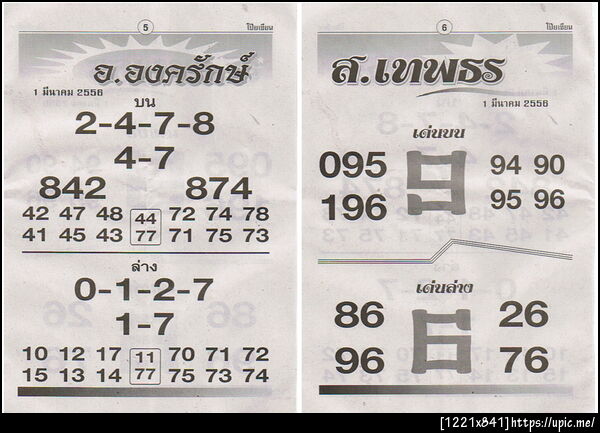 5
โป๊ยเซียน
อ.องครักษ์
1 มีนาคม 2556
บน
2-4-7-8
4-7
842 874
42 47 48 44 72 74 78
41 45 43 77 71 75 73
ล่าง
0-1-2-7
1-7
10 12 17 11 70 71 72
15 13 14 77 75 73 74
6
โป๊ยเซียน
ส.เทพธร
1 มีนาคม 2556
เด่นบน
095 9 94 90
196 95 96
เด่นล่าง
86 6 26
96 76
[1221x841]https://upic.me/